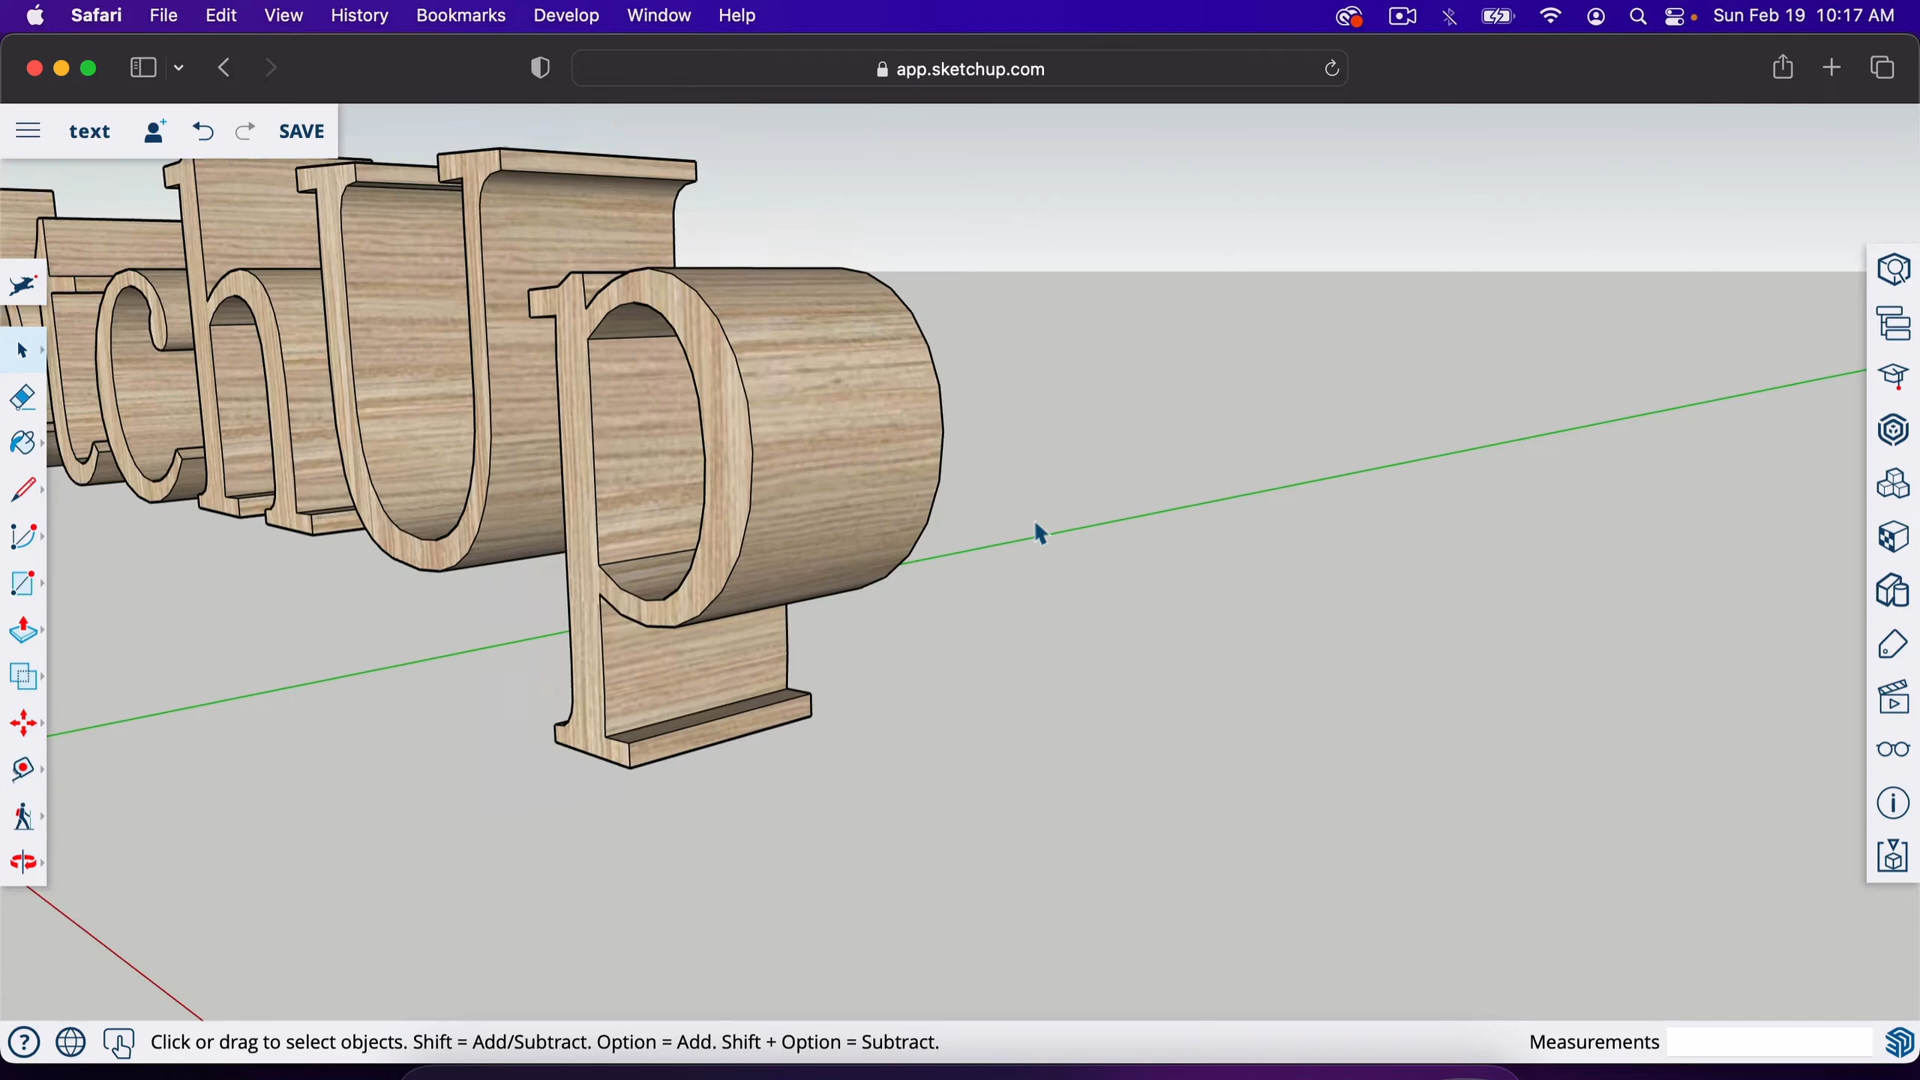 Safari File Edit View History Bookmarks Develop Window Help Sun Feb 19 10:17 AM
app.sketchup.com
text SAVE
tchUp
Click or drag to select objects. Shift = Add/Subtract. Option = Add. Shift + Option = Subtract.
Measurements